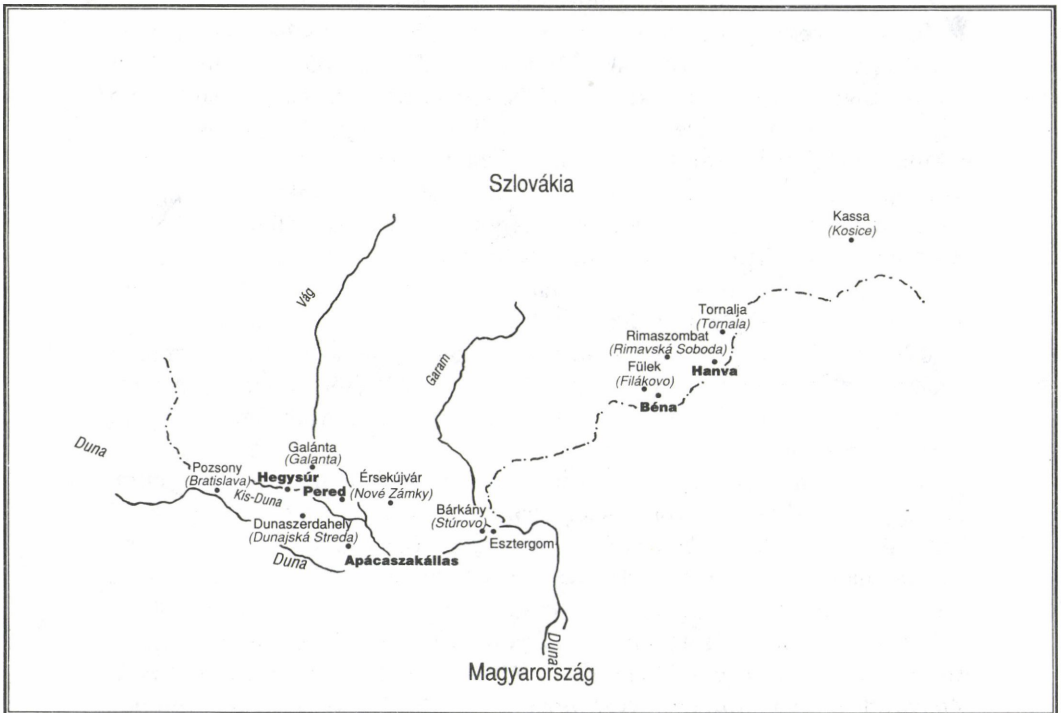 Szlovákia
Kassa
(Kosice)
Vág
Tornalja
(Tornala)
Rimaszombat
(Rimavská Soboda)
Garam
Fülek
(Filákovo)
Hanva
Béna
Duna
Galánta
(Galanta)
Pozsony
(Bratislava)
Hegysúr
Érsekújvár
(Nové Zámky)
Kis-Duna
Pered
Bárkány
(Stúrovo)
Dunaszerdahely
(Dunajská Streda)
Esztergom
Duna
Apácaszakállas
Duna
Magyarország